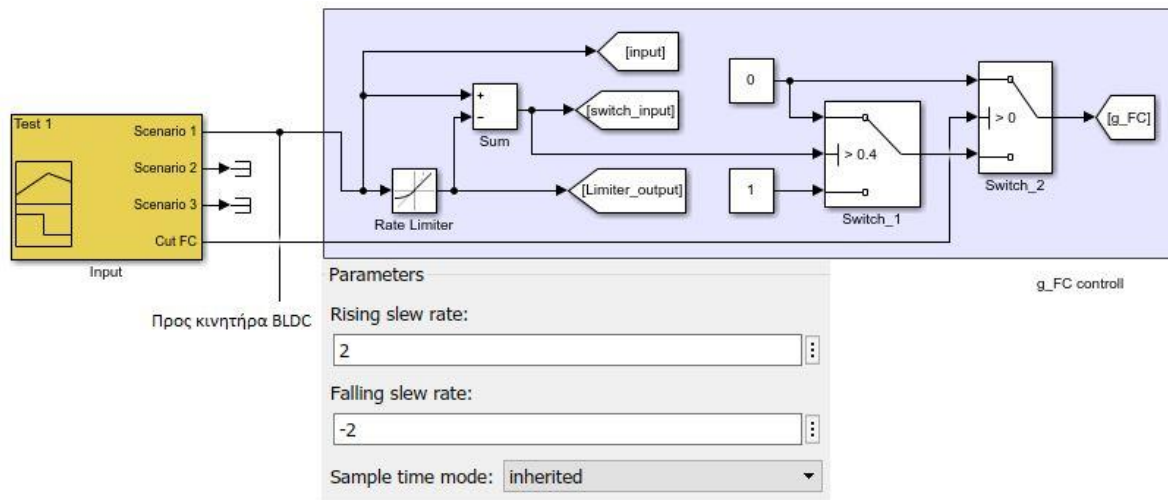 Test 1
Scenario 1
Scenario 2
Scenario 3
Cut FC
Input
Προς κινητήρα BLDC
[input]
+
−
Sum
[switch_input]
Rate Limiter
[Limiter_output]
0
1
> 0.4
Switch_1
> 0
Switch_2
[g_FC]
g_FC controll
Parameters
Rising slew rate:
2
Falling slew rate:
-2
Sample time mode: inherited